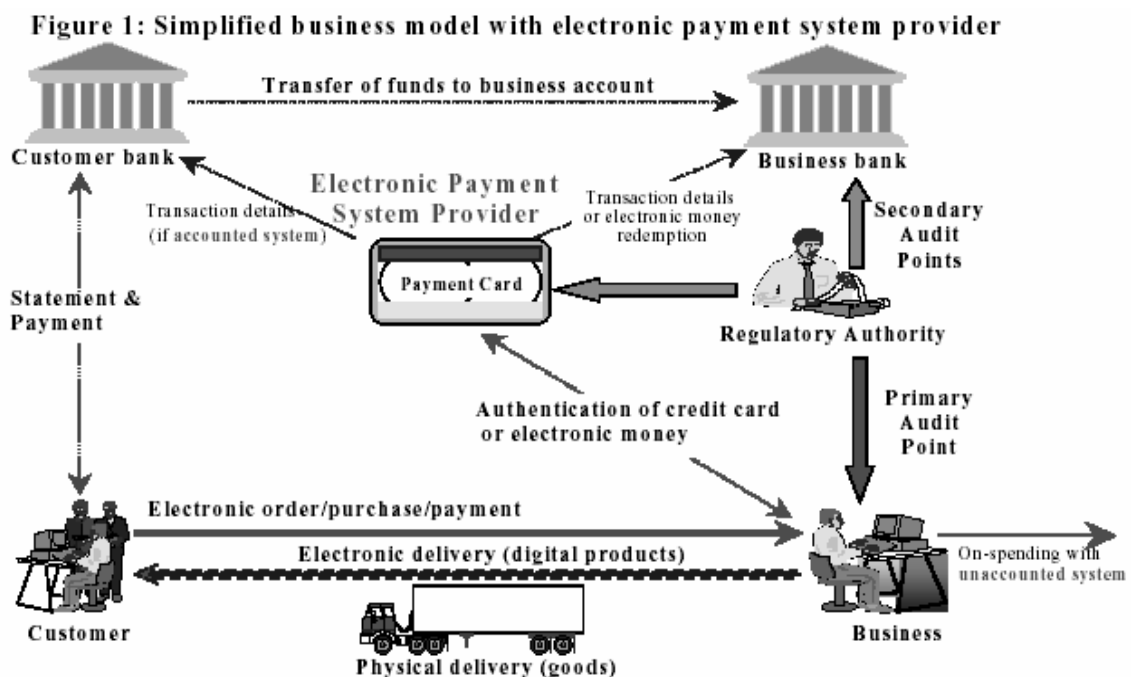 Figure 1: Simplified business model with electronic payment system provider
Transfer of funds to business account
Customer bank
Business bank
Electronic Payment
System Provider
Transaction details
(if accounted system)
Transaction details
or electronic money
redemption
Secondary
Audit
Points
Payment Card
Statement &
Payment
Regulatory Authority
Authentication of credit card
or electronic money
Primary
Audit
Point
Electronic order/purchase/payment
Electronic delivery (digital products)
On-spending with
unaccounted system
Customer
Business
Physical delivery (goods)